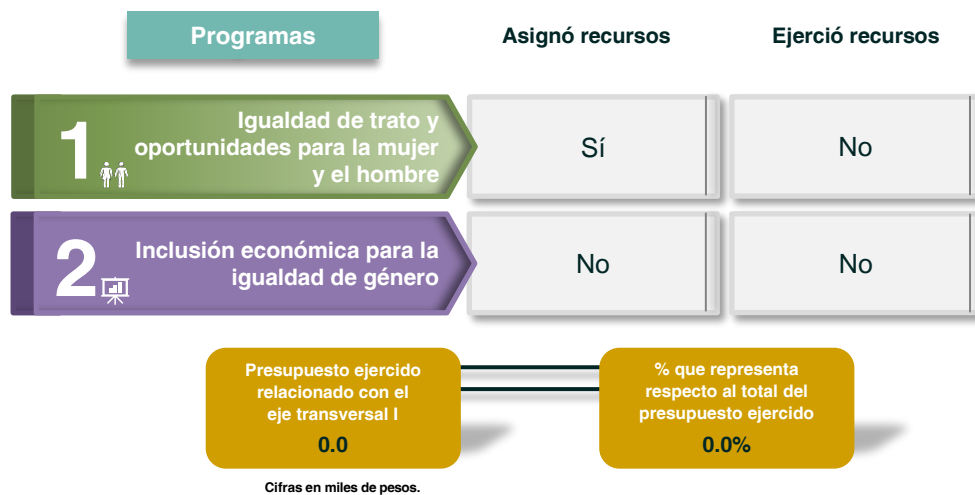 Programas
Asignó recursos
Ejerció recursos
1
Igualdad de trato y
oportunidades para la mujer
y el hombre
Sí
No
2
Inclusión económica para la
igualdad de género
No
No
Presupuesto ejercido
relacionado con el
eje transversal I
0.0
% que representa
respecto al total del
presupuesto ejercido
0.0%
Cifras en miles de pesos.